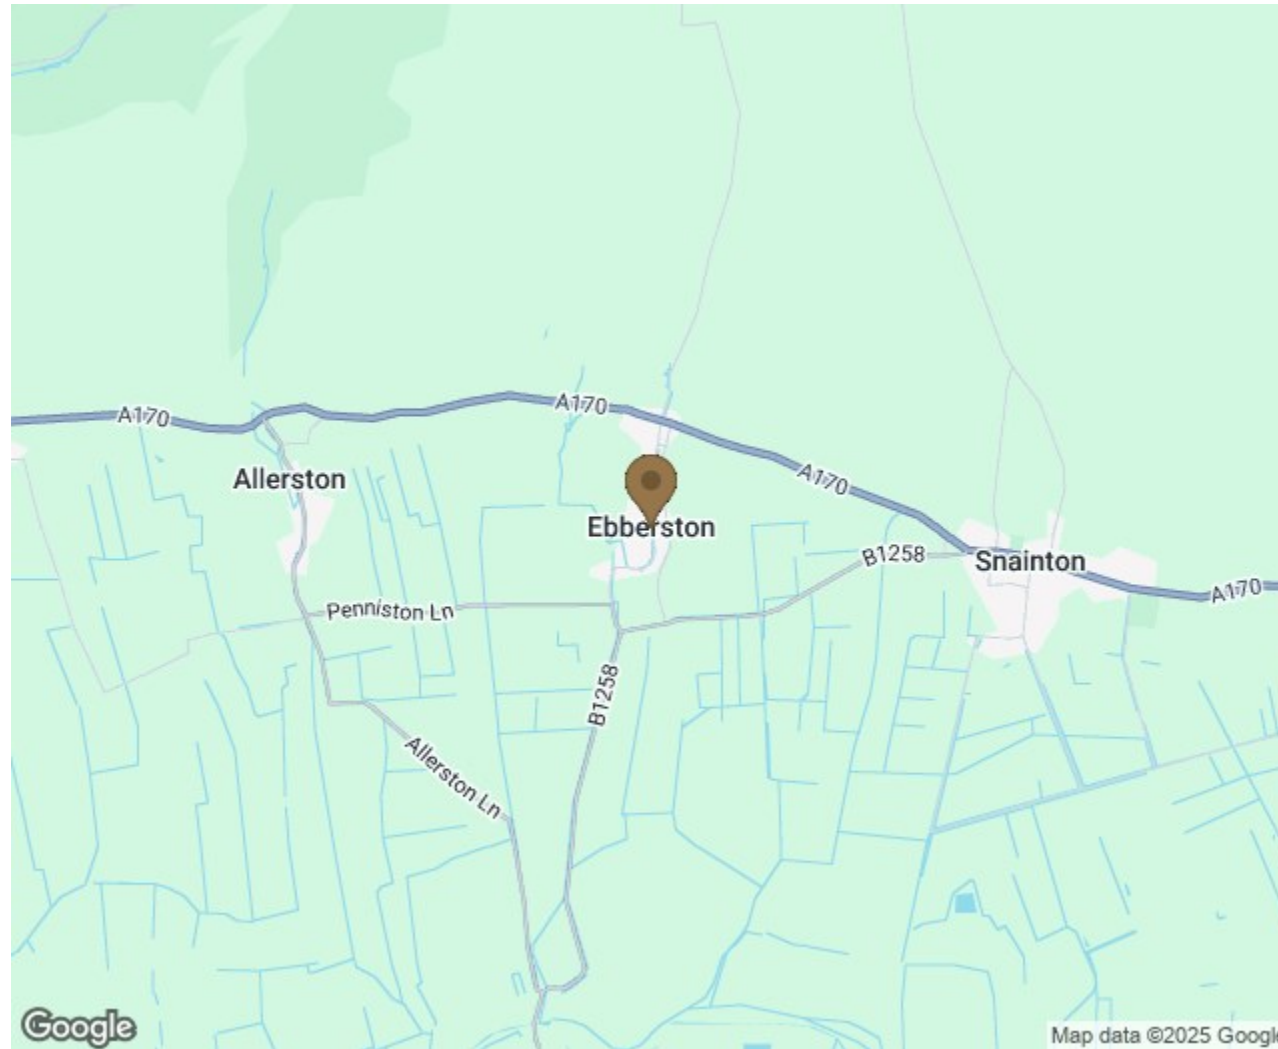 A170
A170
A170
Allerston
Ebberston
B1258
Snainton
A170
Penniston Ln
B1258
Allerston Ln
Google
Map data ©2025 Google